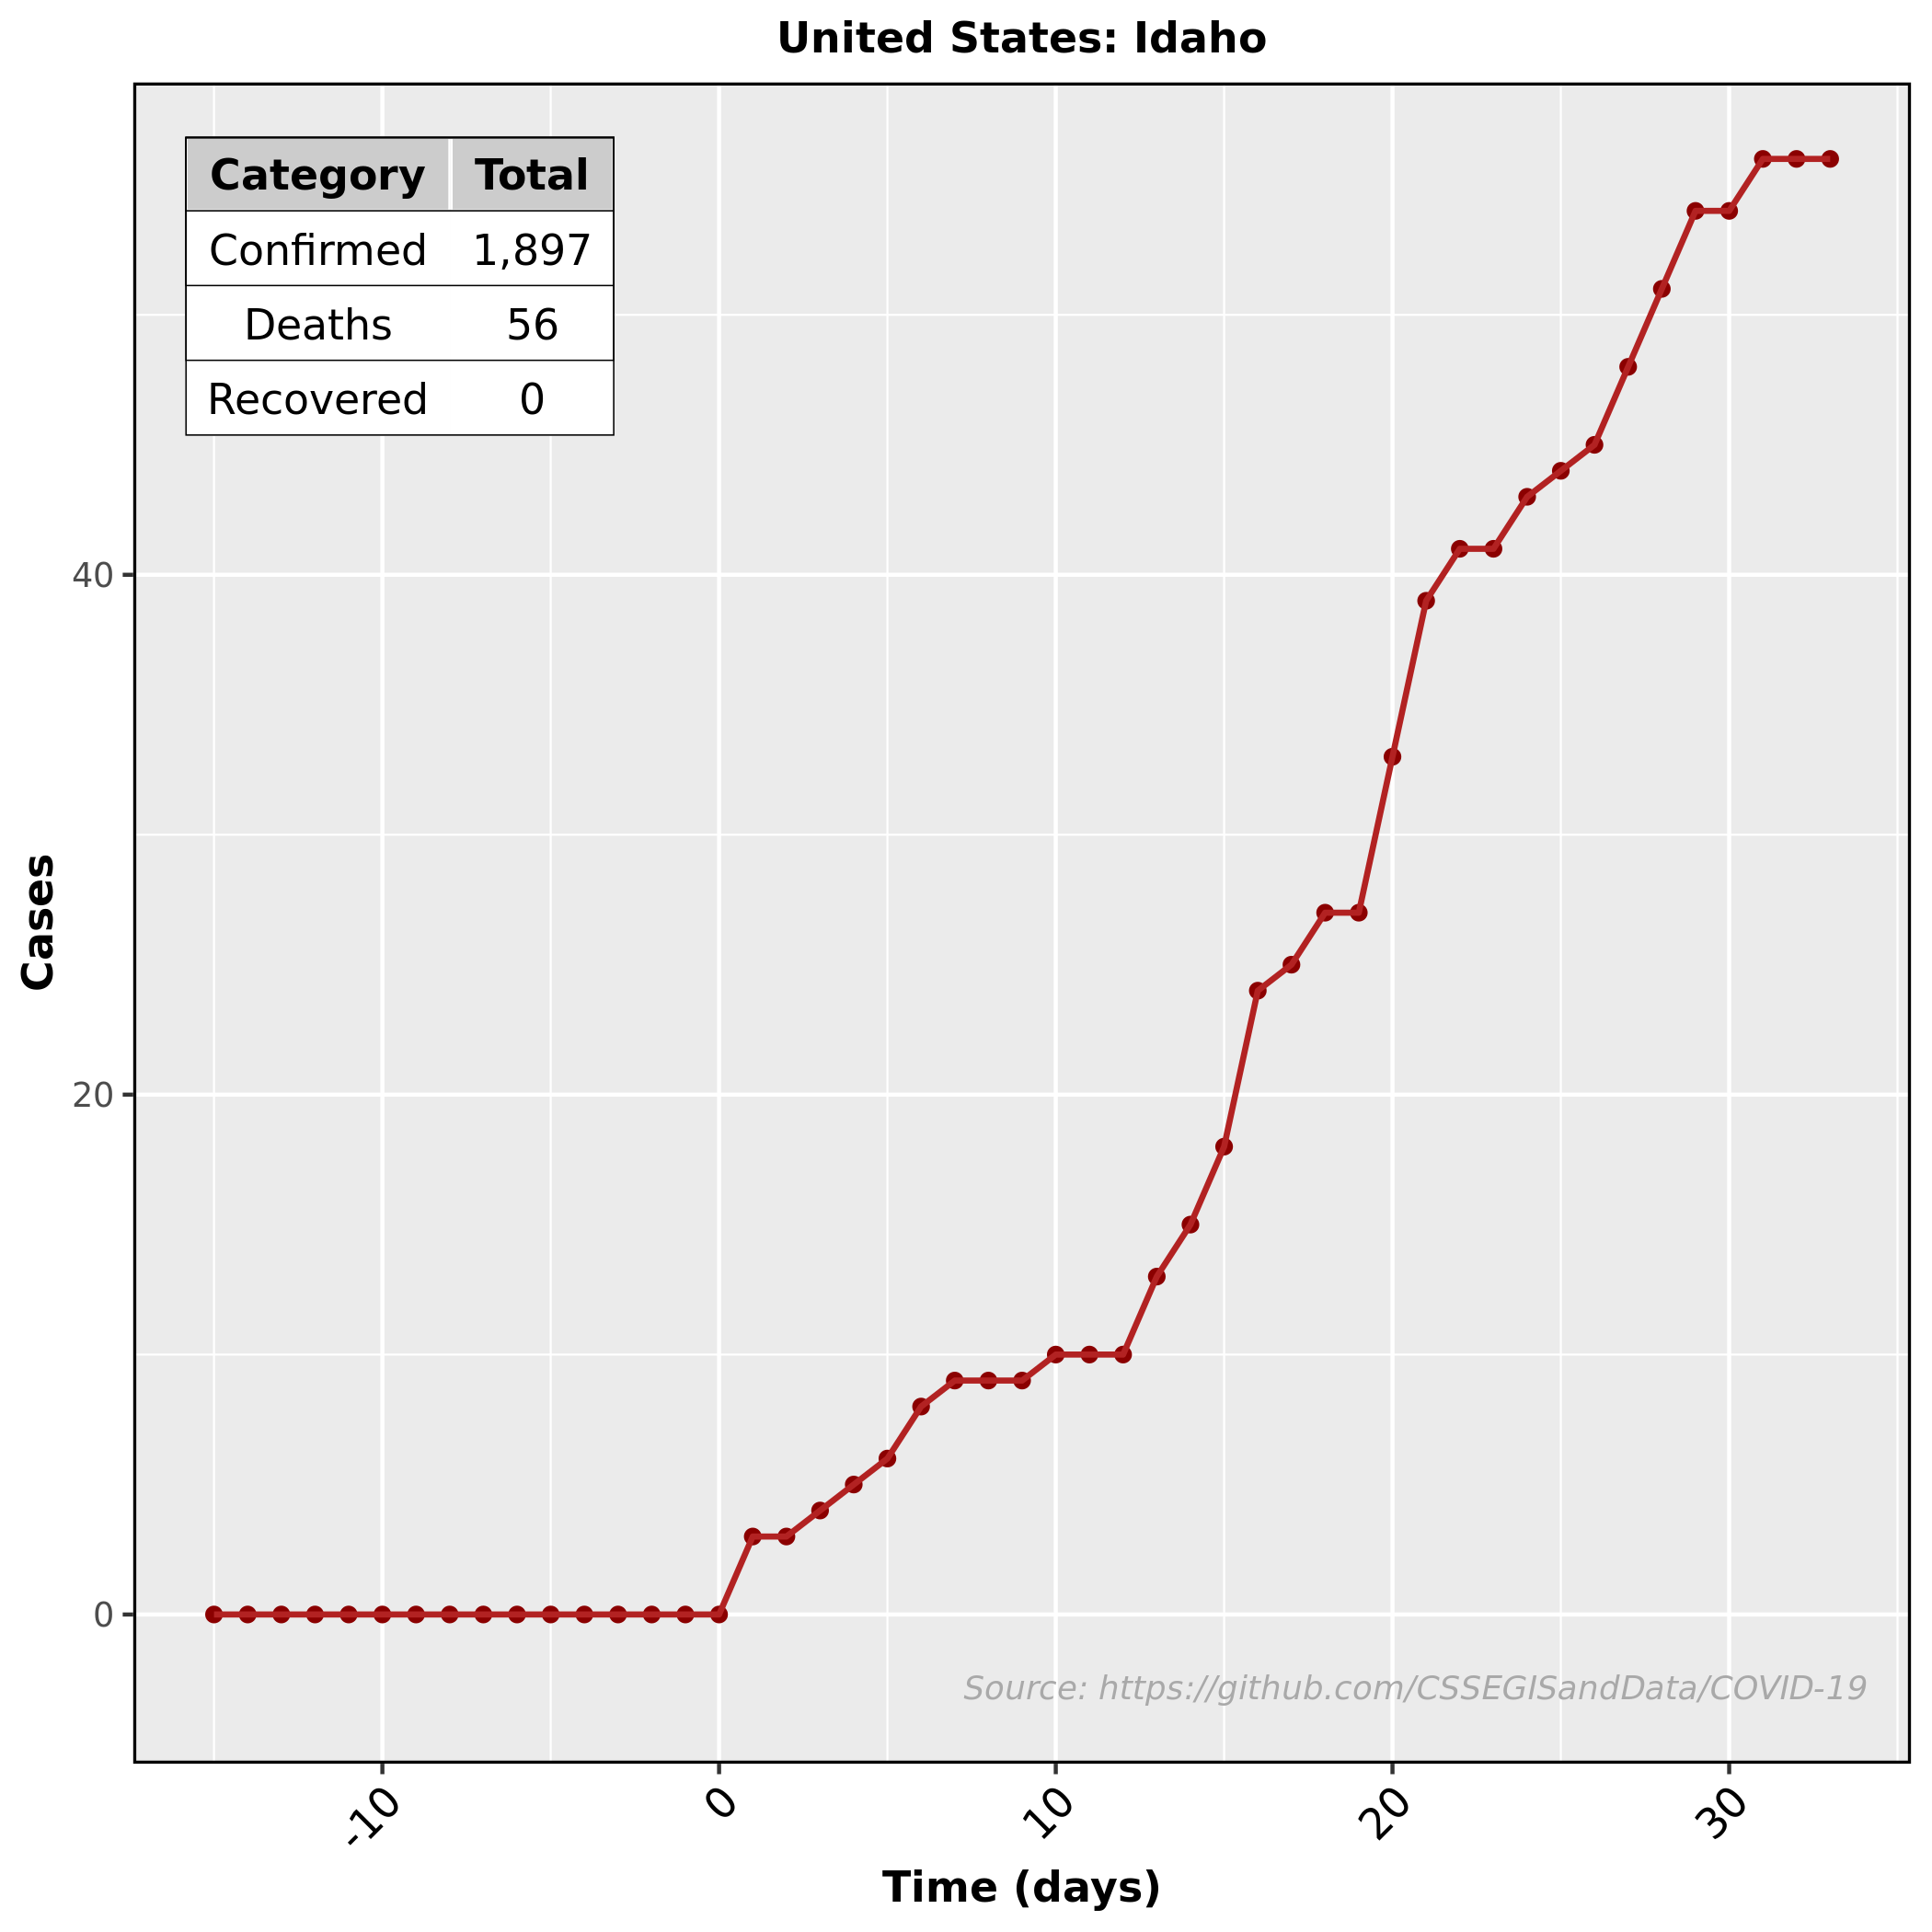 United States: Idaho
Category Total
Confirmed 1,897
Deaths 56
Recovered 0
40
20
0
Cases
Source: https://github.com/CSSEGISandData/COVID-19
-10 0 10 20 30
Time (days)